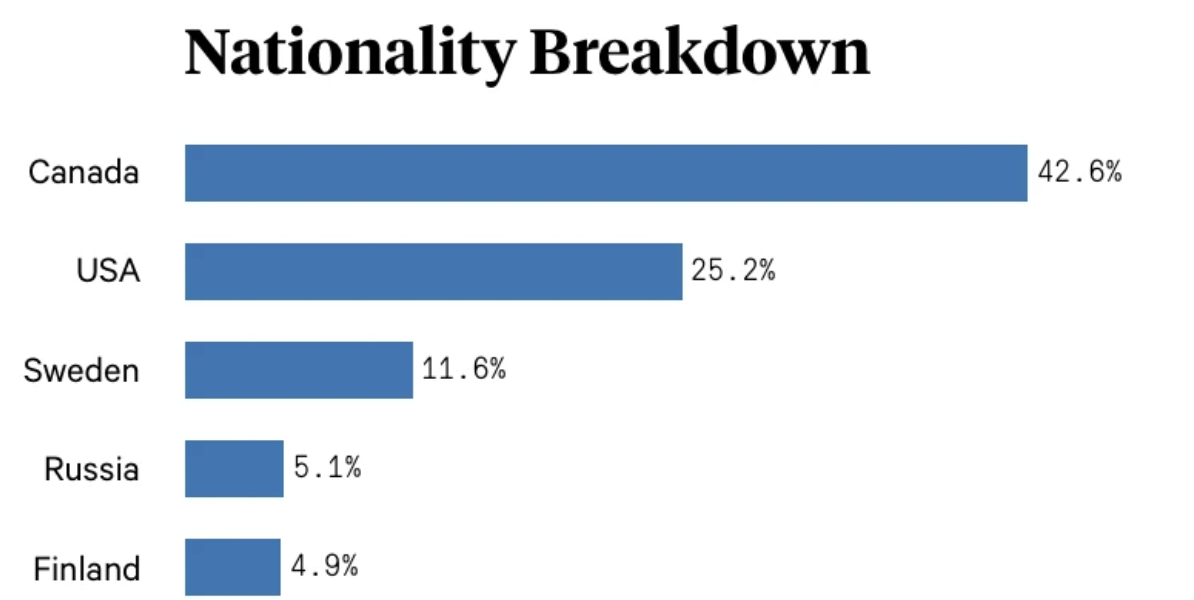 Nationality Breakdown
Canada 42.6%
USA 25.2%
Sweden 11.6%
Russia 5.1%
Finland 4.9%